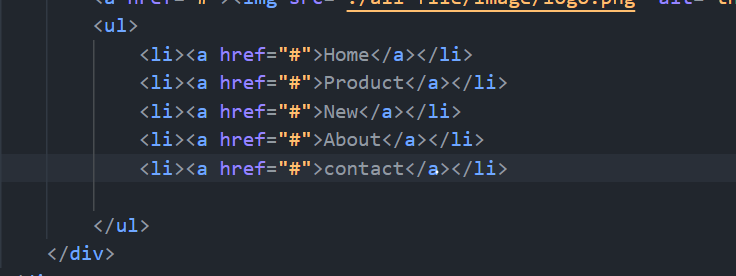 <ul>
<li><a href="#">Home</a></li>
<li><a href="#">Product</a></li>
<li><a href="#">New</a></li>
<li><a href="#">About</a></li>
<li><a href="#">contact</a></li>
</ul>
</div>